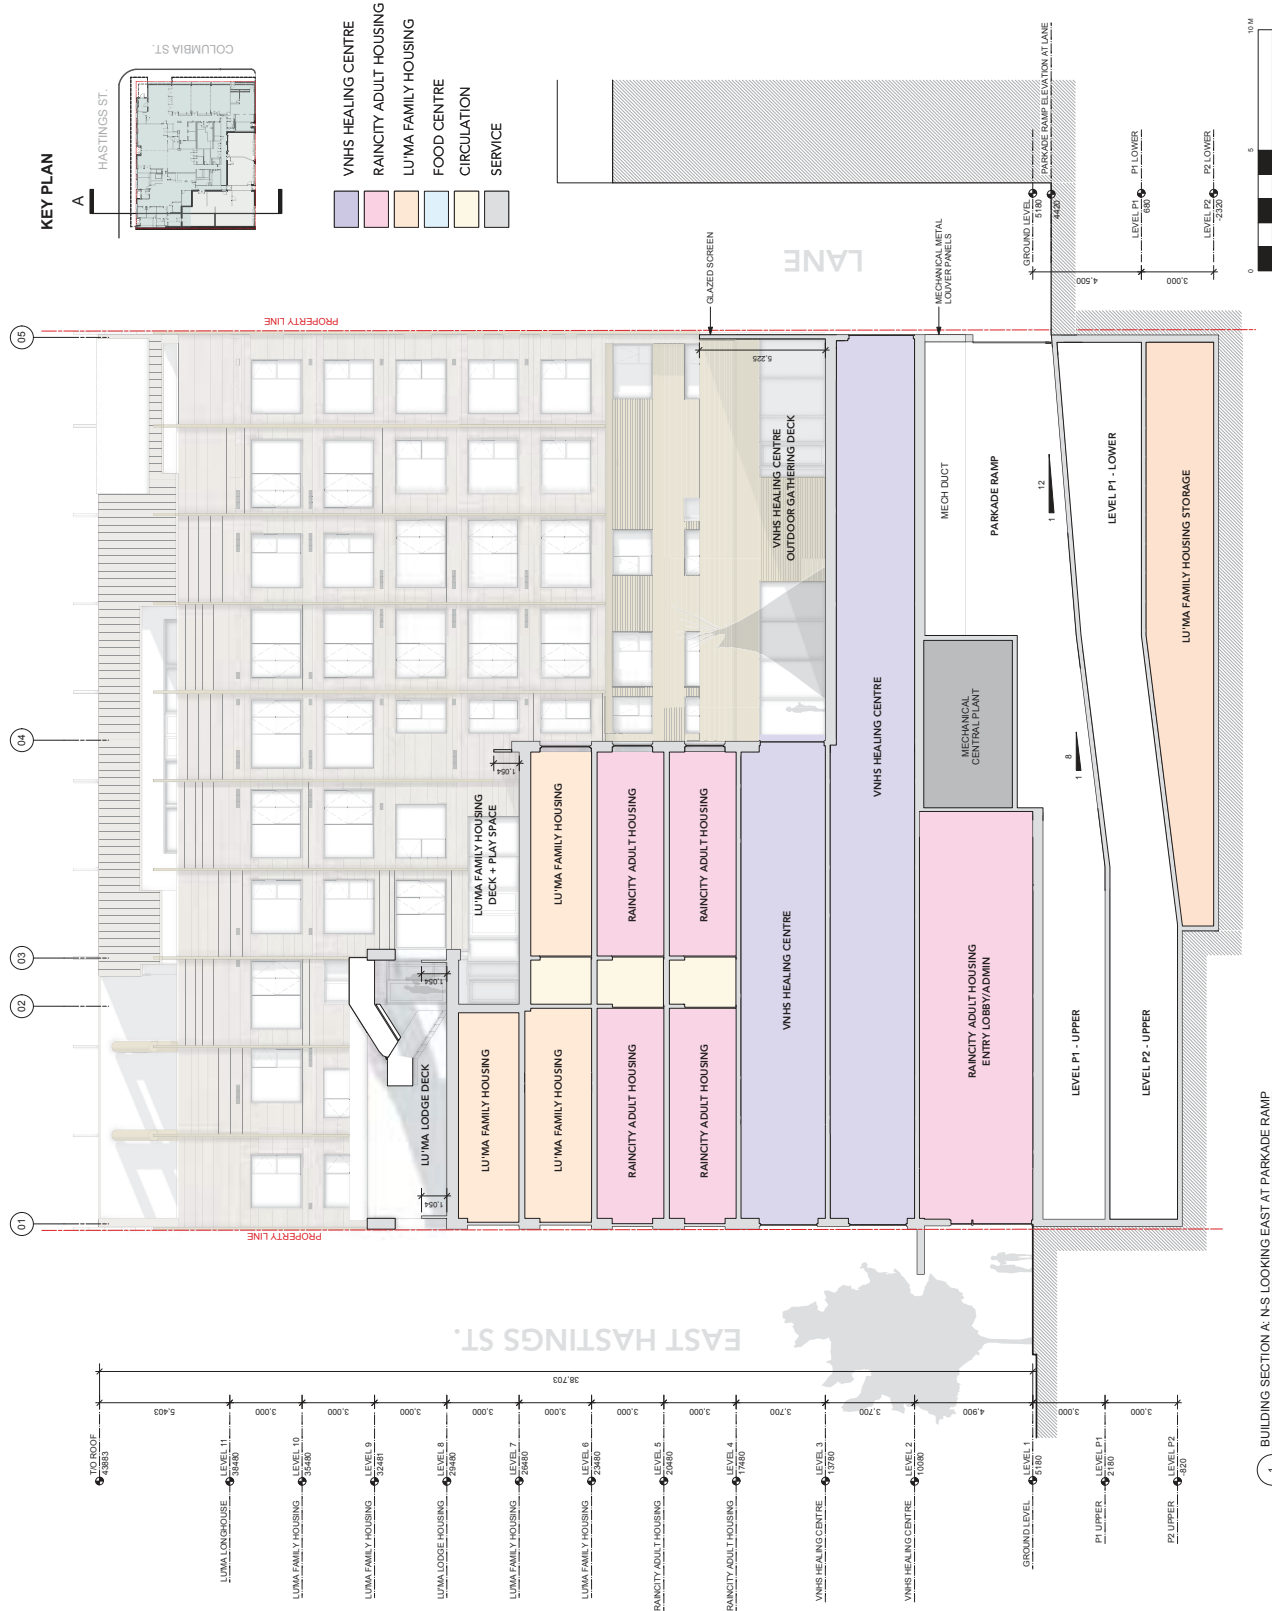 KEY PLAN
HASTINGS ST.
COLUMBIA ST.
A
VNHS HEALING CENTRE
RAINCITY ADULT HOUSING
LU'MA FAMILY HOUSING
FOOD CENTRE
CIRCULATION
SERVICE
01
02
03
04
05
PROPERTY LINE
PROPERTY LINE
EAST HASTINGS ST.
LANE
T/O ROOF
43883
LU'MA LONGHOUSE
LEVEL 11
38480
LU'MA FAMILY HOUSING
LEVEL 10
35480
LU'MA FAMILY HOUSING
LEVEL 9
32481
LU'MA LODGE HOUSING
LEVEL 8
29480
LU'MA FAMILY HOUSING
LEVEL 7
26480
LU'MA FAMILY HOUSING
LEVEL 6
23480
RAINCITY ADULT HOUSING
LEVEL 5
20480
RAINCITY ADULT HOUSING
LEVEL 4
17480
VNHS HEALING CENTRE
LEVEL 3
13780
VNHS HEALING CENTRE
LEVEL 2
10080
GROUND LEVEL
LEVEL 1
5180
P1 UPPER
LEVEL P1
2180
P2 UPPER
LEVEL P2
-820
5,403
3,000
3,000
3,000
3,000
3,000
3,000
3,000
3,700
3,700
4,900
3,000
3,000
38,703
LU'MA LODGE DECK
1,054
1,054
1,054
LU'MA FAMILY HOUSING
DECK + PLAY SPACE
LU'MA FAMILY HOUSING
LU'MA FAMILY HOUSING
LU'MA FAMILY HOUSING
RAINCITY ADULT HOUSING
RAINCITY ADULT HOUSING
RAINCITY ADULT HOUSING
RAINCITY ADULT HOUSING
VNHS HEALING CENTRE
OUTDOOR GATHERING DECK
5,225
GLAZED SCREEN
VNHS HEALING CENTRE
VNHS HEALING CENTRE
MECHANICAL METAL
LOUVER PANELS
RAINCITY ADULT HOUSING
ENTRY LOBBY/ADMIN
MECHANICAL
CENTRAL PLANT
MECH DUCT
PARKADE RAMP
12
1
8
1
LEVEL P1 - UPPER
LEVEL P1 - LOWER
LEVEL P2 - UPPER
LU'MA FAMILY HOUSING STORAGE
GROUND LEVEL
5180
PARKADE RAMP ELEVATION AT LANE
4420
LEVEL P1
680
P1 LOWER
LEVEL P2
-2320
P2 LOWER
4,500
3,000
0
5
10 M
BUILDING SECTION A: N-S LOOKING EAST AT PARKADE RAMP